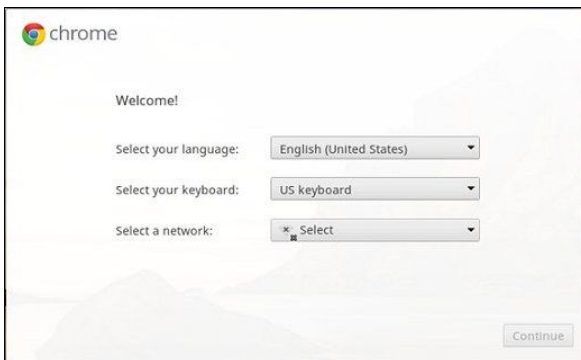 chrome
Welcome!
Select your language: English (United States)
Select your keyboard: US keyboard
Select a network: Select
Continue